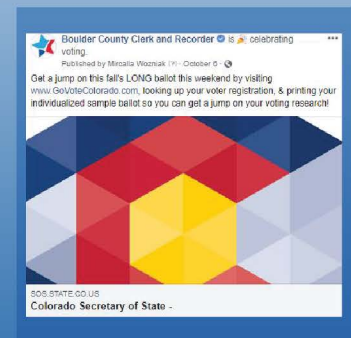 Boulder County Clerk and Recorder is 🎉 celebrating
voting.
Published by Mircalla Wozniak · October 6 ·
Get a jump on this fall's LONG ballot this weekend by visiting
www.GoVoteColorado.com, looking up your voter registration, & printing your
individualized sample ballot so you can get a jump on your voting research!
SOS.STATE.CO.US
Colorado Secretary of State -